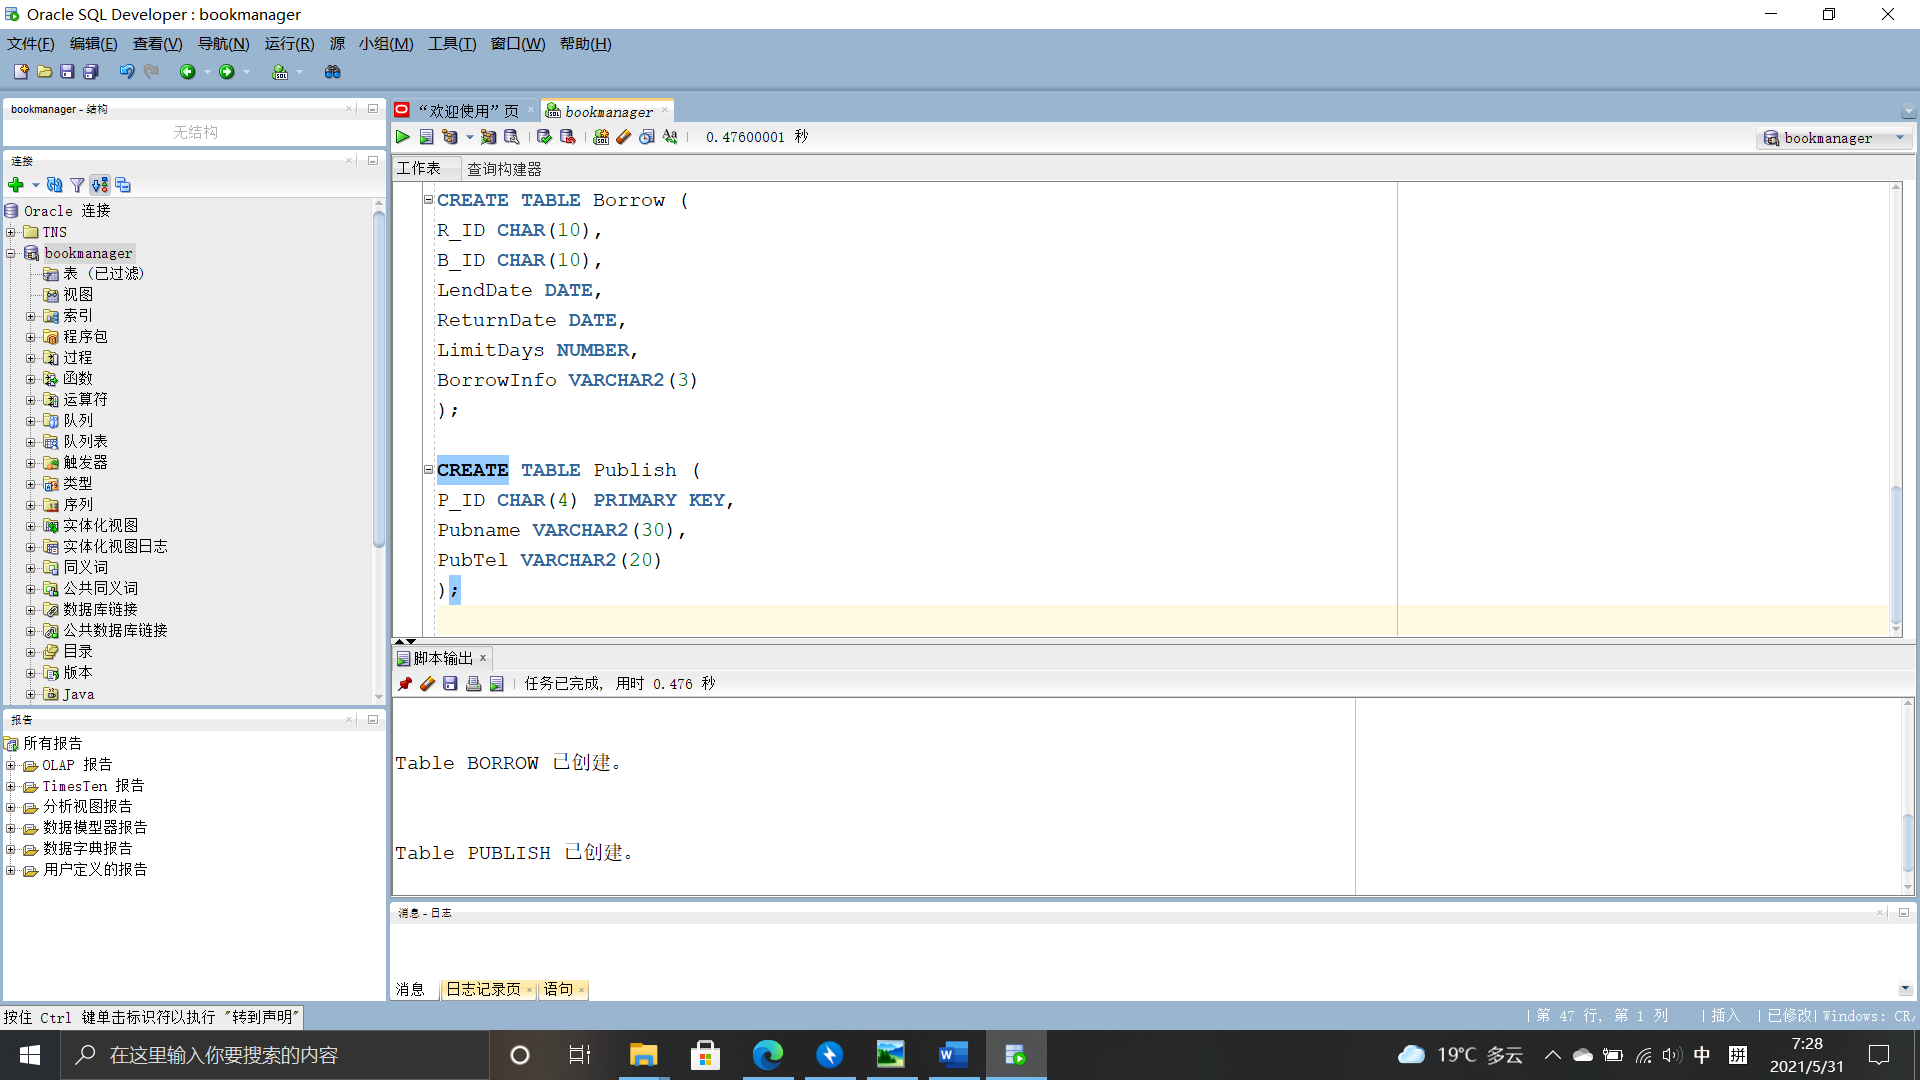 Oracle SQL Developer : bookmanager
文件(F) 编辑(E) 查看(V) 导航(N) 运行(R) 源 小组(M) 工具(T) 窗口(W) 帮助(H)
bookmanager - 结构
无结构
连接
Oracle 连接
TNS
bookmanager
表 (已过滤)
视图
索引
程序包
过程
函数
运算符
队列
队列表
触发器
类型
序列
实体化视图
实体化视图日志
同义词
公共同义词
数据库链接
公共数据库链接
目录
版本
Java
报告
所有报告
OLAP 报告
TimesTen 报告
分析视图报告
数据模型器报告
数据字典报告
用户定义的报告
“欢迎使用”页 bookmanager
0.47600001 秒
bookmanager
工作表 查询构建器
CREATE TABLE Borrow (
R_ID CHAR(10),
B_ID CHAR(10),
LendDate DATE,
ReturnDate DATE,
LimitDays NUMBER,
BorrowInfo VARCHAR2(3)
);
CREATE TABLE Publish (
P_ID CHAR(4) PRIMARY KEY,
Pubname VARCHAR2(30),
PubTel VARCHAR2(20)
);
脚本输出
任务已完成, 用时 0.476 秒
Table BORROW 已创建。
Table PUBLISH 已创建。
消息 - 日志
消息 日志记录页 语句
按住 Ctrl 键单击标识符以执行 "转到声明"
第 47 行, 第 1 列 插入 已修改 Windows: CR/
在这里输入你要搜索的内容
19°C 多云
中
拼
7:28
2021/5/31